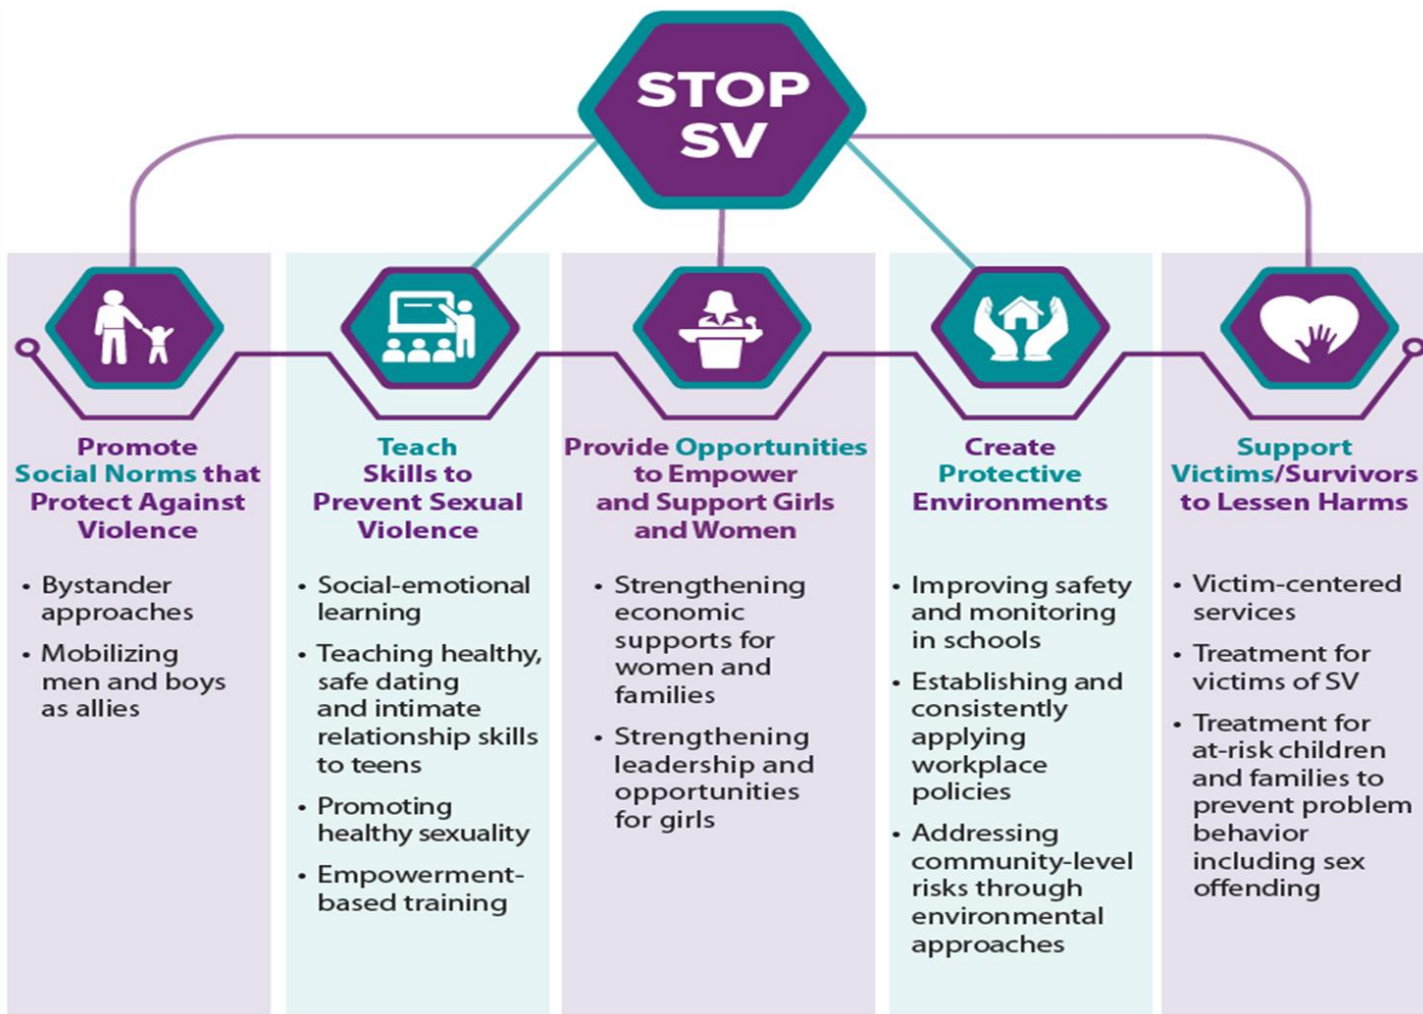 STOP
SV
Promote
Social Norms that
Protect Against
Violence
• Bystander
approaches
• Mobilizing
men and boys
as allies
Teach
Skills to
Prevent Sexual
Violence
• Social-emotional
learning
• Teaching healthy,
safe dating
and intimate
relationship skills
to teens
• Promoting
healthy sexuality
• Empowerment-
based training
Provide Opportunities
to Empower
and Support Girls
and Women
• Strengthening
economic
supports for
women and
families
• Strengthening
leadership and
opportunities
for girls
Create
Protective
Environments
• Improving safety
and monitoring
in schools
• Establishing and
consistently
applying
workplace
policies
• Addressing
community-level
risks through
environmental
approaches
Support
Victims/Survivors
to Lessen Harms
• Victim-centered
services
• Treatment for
victims of SV
• Treatment for
at-risk children
and families to
prevent problem
behavior
including sex
offending